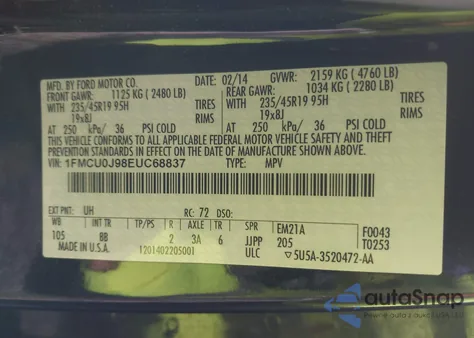 MFD. BY FORD MOTOR CO.
DATE: 02/14 GVWR: 2159 KG ( 4760 LB)
FRONT GAWR: 1125 KG ( 2480 LB) REAR GAWR: 1034 KG ( 2280 LB)
WITH 235/45R19 95H TIRES WITH 235/45R19 95H TIRES
19x8J RIMS 19x8J RIMS
AT 250 kPa/ 36 PSI COLD AT 250 kPa/ 36 PSI COLD
THIS VEHICLE CONFORMS TO ALL APPLICABLE FEDERAL MOTOR VEHICLE SAFETY
AND THEFT PREVENTION STANDARDS IN EFFECT ON THE DATE OF MANUFACTURE SHOWN ABOVE.
VIN: 1FMCU0J98EUC68837 TYPE: MPV
EXT PNT: UH RC: 72 DSO:
WB INT TR TP/PS R AXLE TR SPR EM21A F0043
105 BB 2 3A 6 JJPP 205 T0253
MADE IN U.S.A. 1201402205001 ULC 5U5A-3520472-AA
autoSnap